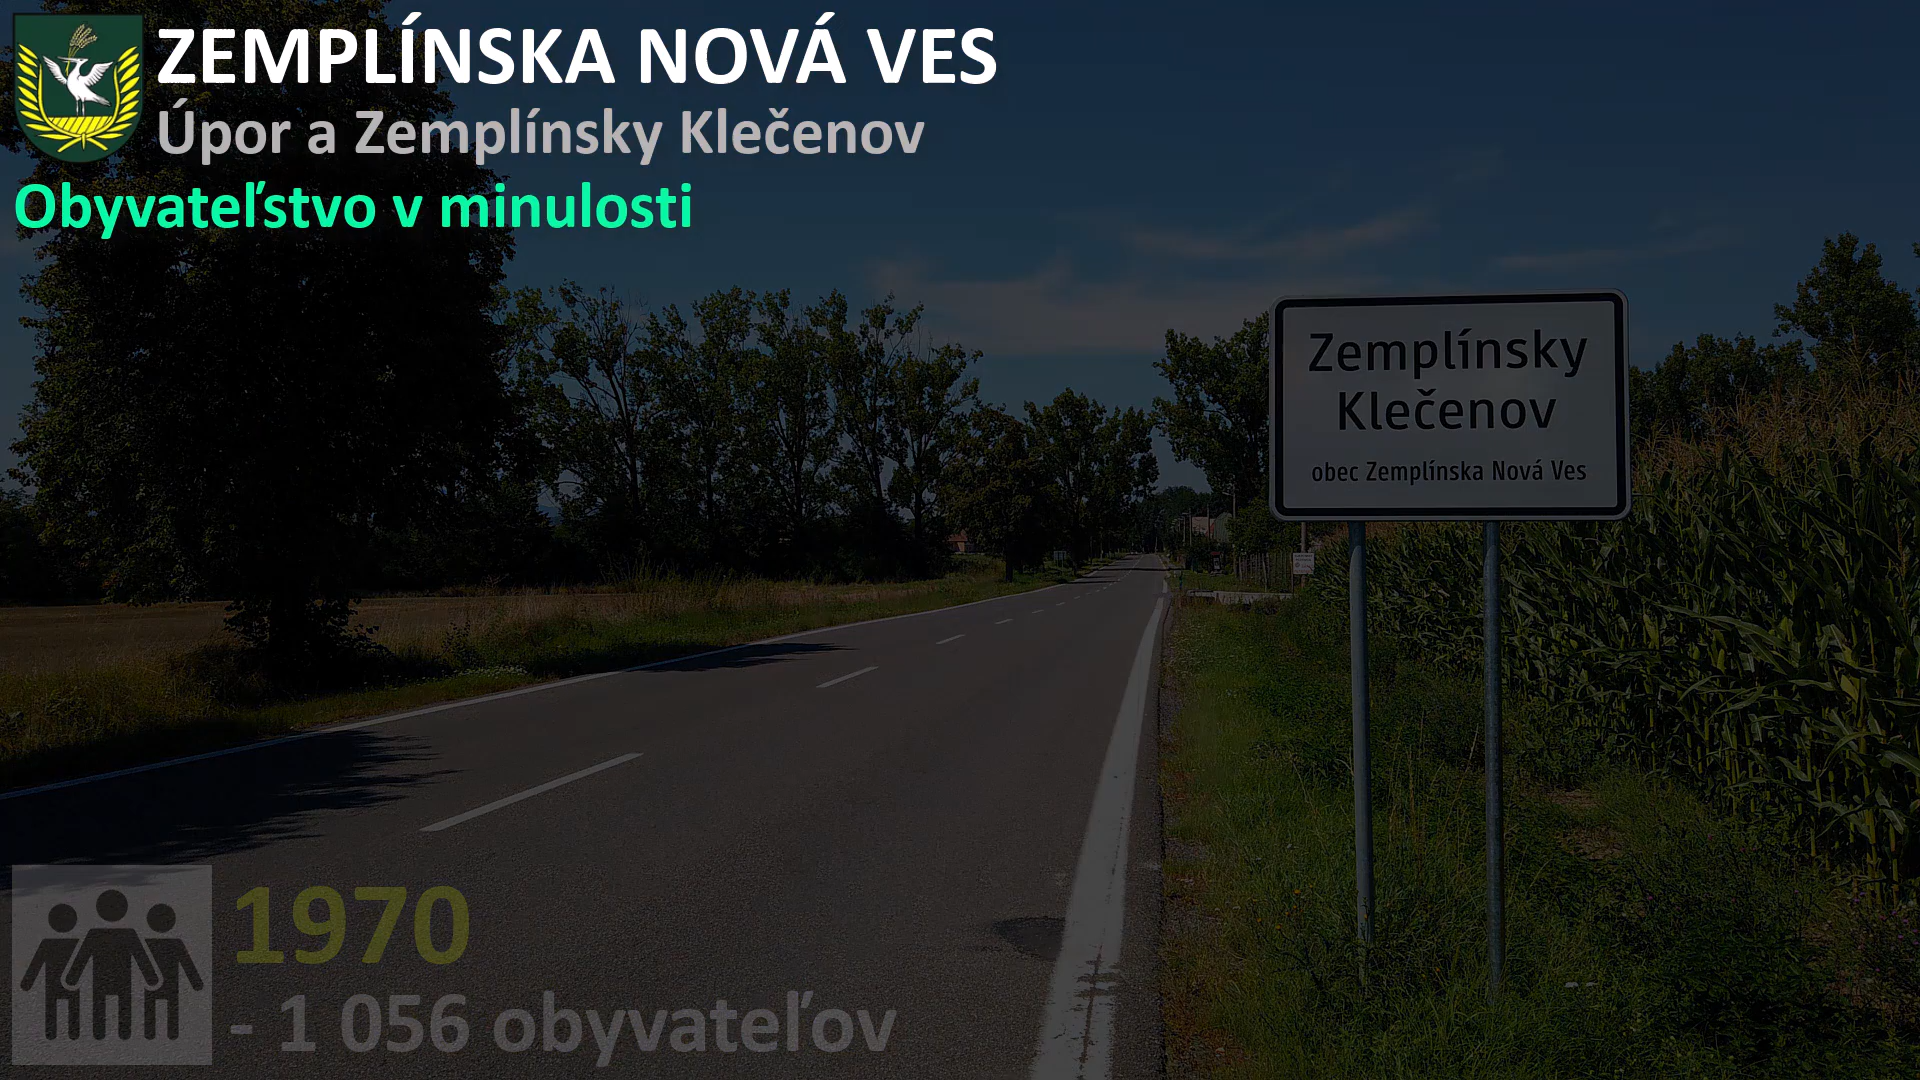 ZEMPLÍNSKA NOVÁ VES
Úpor a Zemplínsky Klečenov
Obyvateľstvo v minulosti
Zemplínsky
Klečenov
obec Zemplínska Nová Ves
1970
- 1 056 obyvateľov